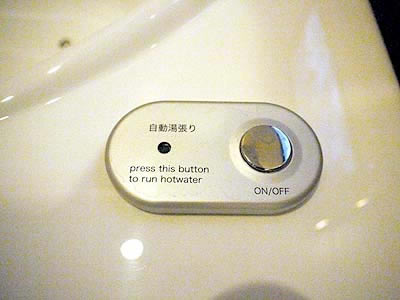 自動湯張り
press this button
to run hotwater
ON/OFF